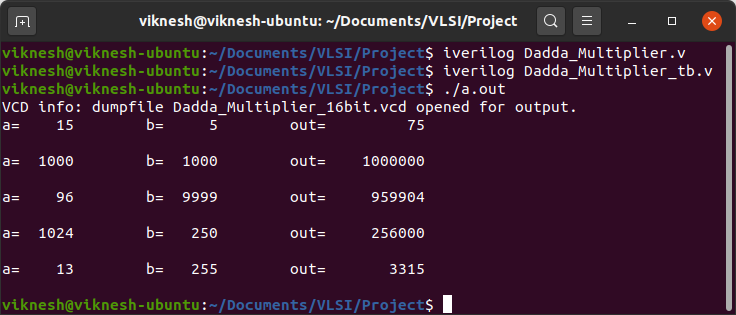 viknesh@viknesh-ubuntu: ~/Documents/VLSI/Project
viknesh@viknesh-ubuntu:~/Documents/VLSI/Project$ iverilog Dadda_Multiplier.v
viknesh@viknesh-ubuntu:~/Documents/VLSI/Project$ iverilog Dadda_Multiplier_tb.v
viknesh@viknesh-ubuntu:~/Documents/VLSI/Project$ ./a.out
VCD info: dumpfile Dadda_Multiplier_16bit.vcd opened for output.
a=    15        b=     5        out=         75
a=  1000        b=  1000        out=    1000000
a=    96        b=  9999        out=     959904
a=  1024        b=   250        out=     256000
a=    13        b=   255        out=       3315
viknesh@viknesh-ubuntu:~/Documents/VLSI/Project$